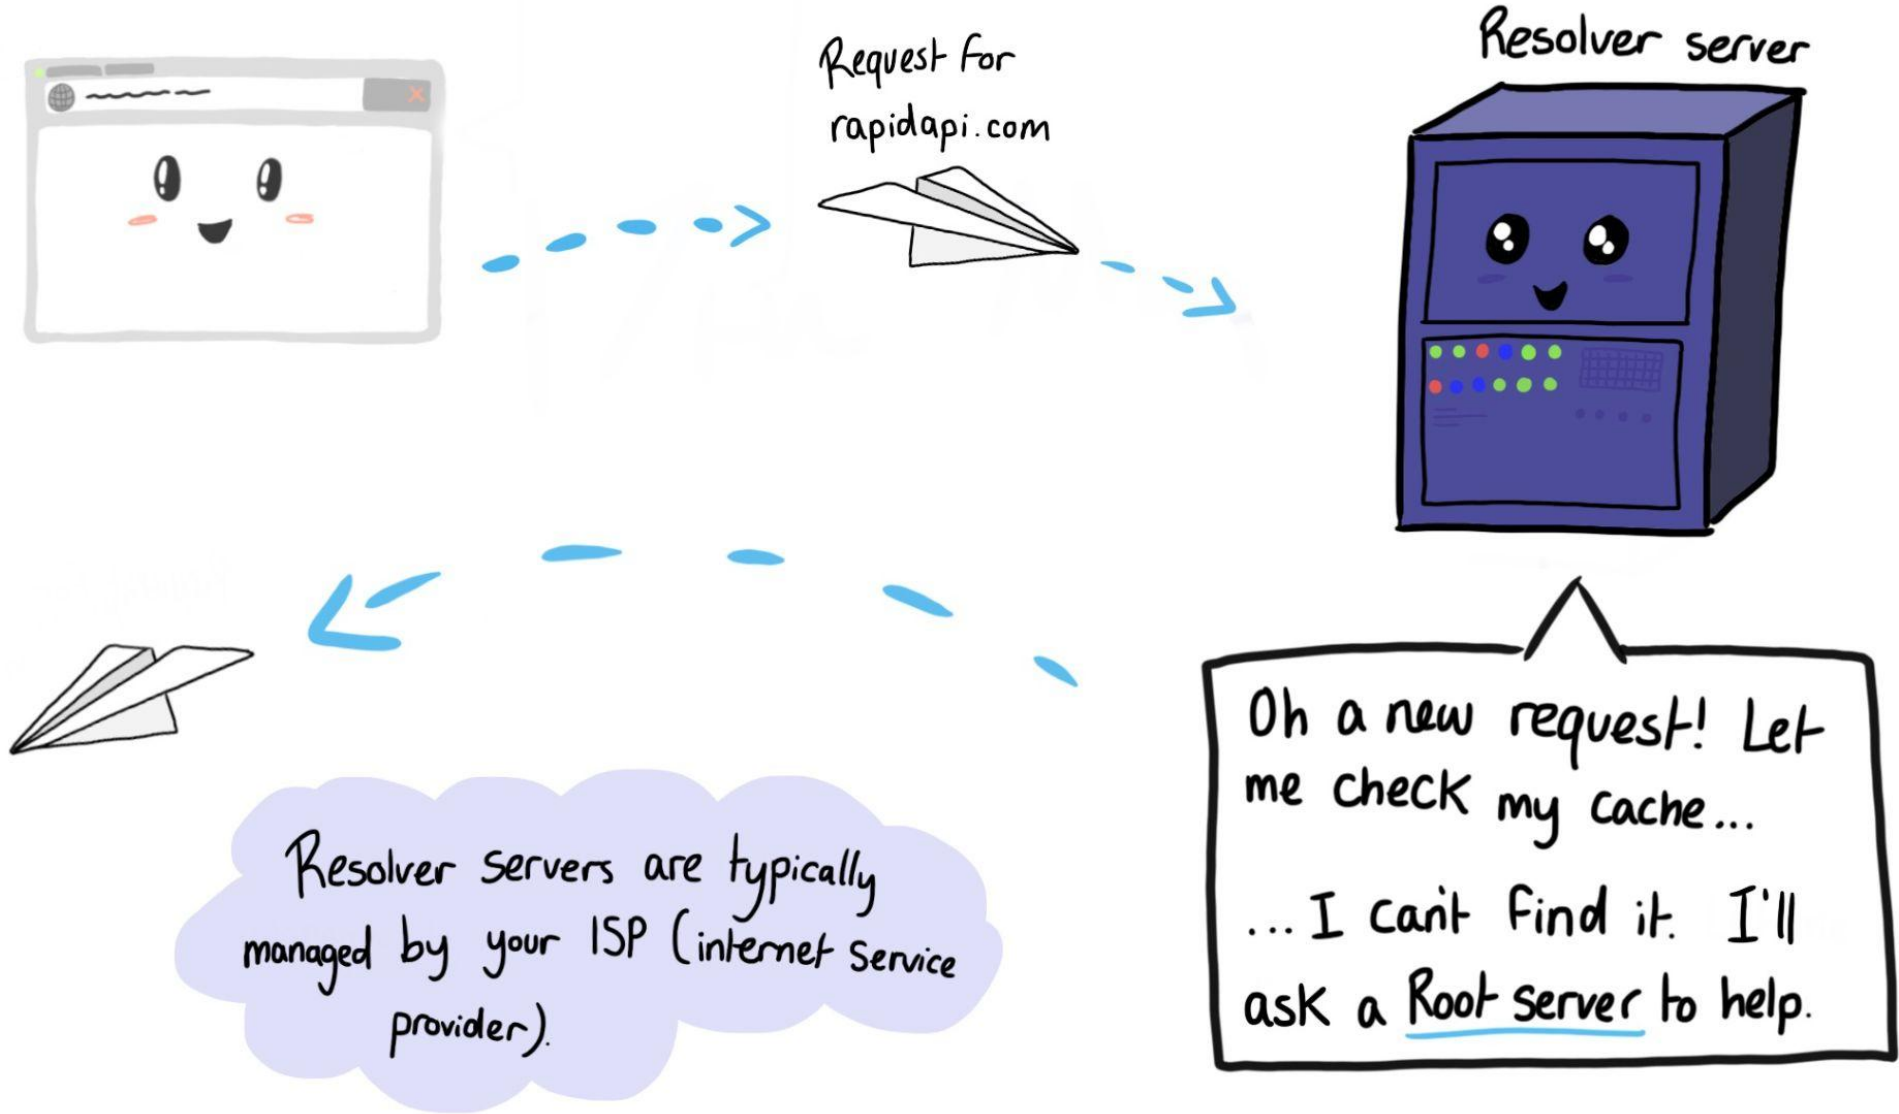 Request for
rapidapi.com
Resolver server
Oh a new request! Let
me check my cache...
...I can't find it. I'll
ask a Root server to help.
Resolver servers are typically
managed by your ISP (internet service
provider).